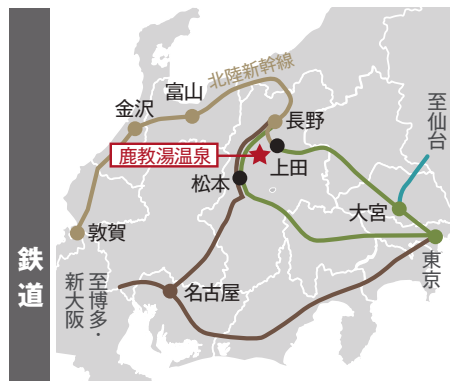 鉄道
北陸新幹線
富山
金沢
長野
至仙台
鹿教湯温泉
上田
松本
大宮
敦賀
東京
至博多・
新大阪
名古屋